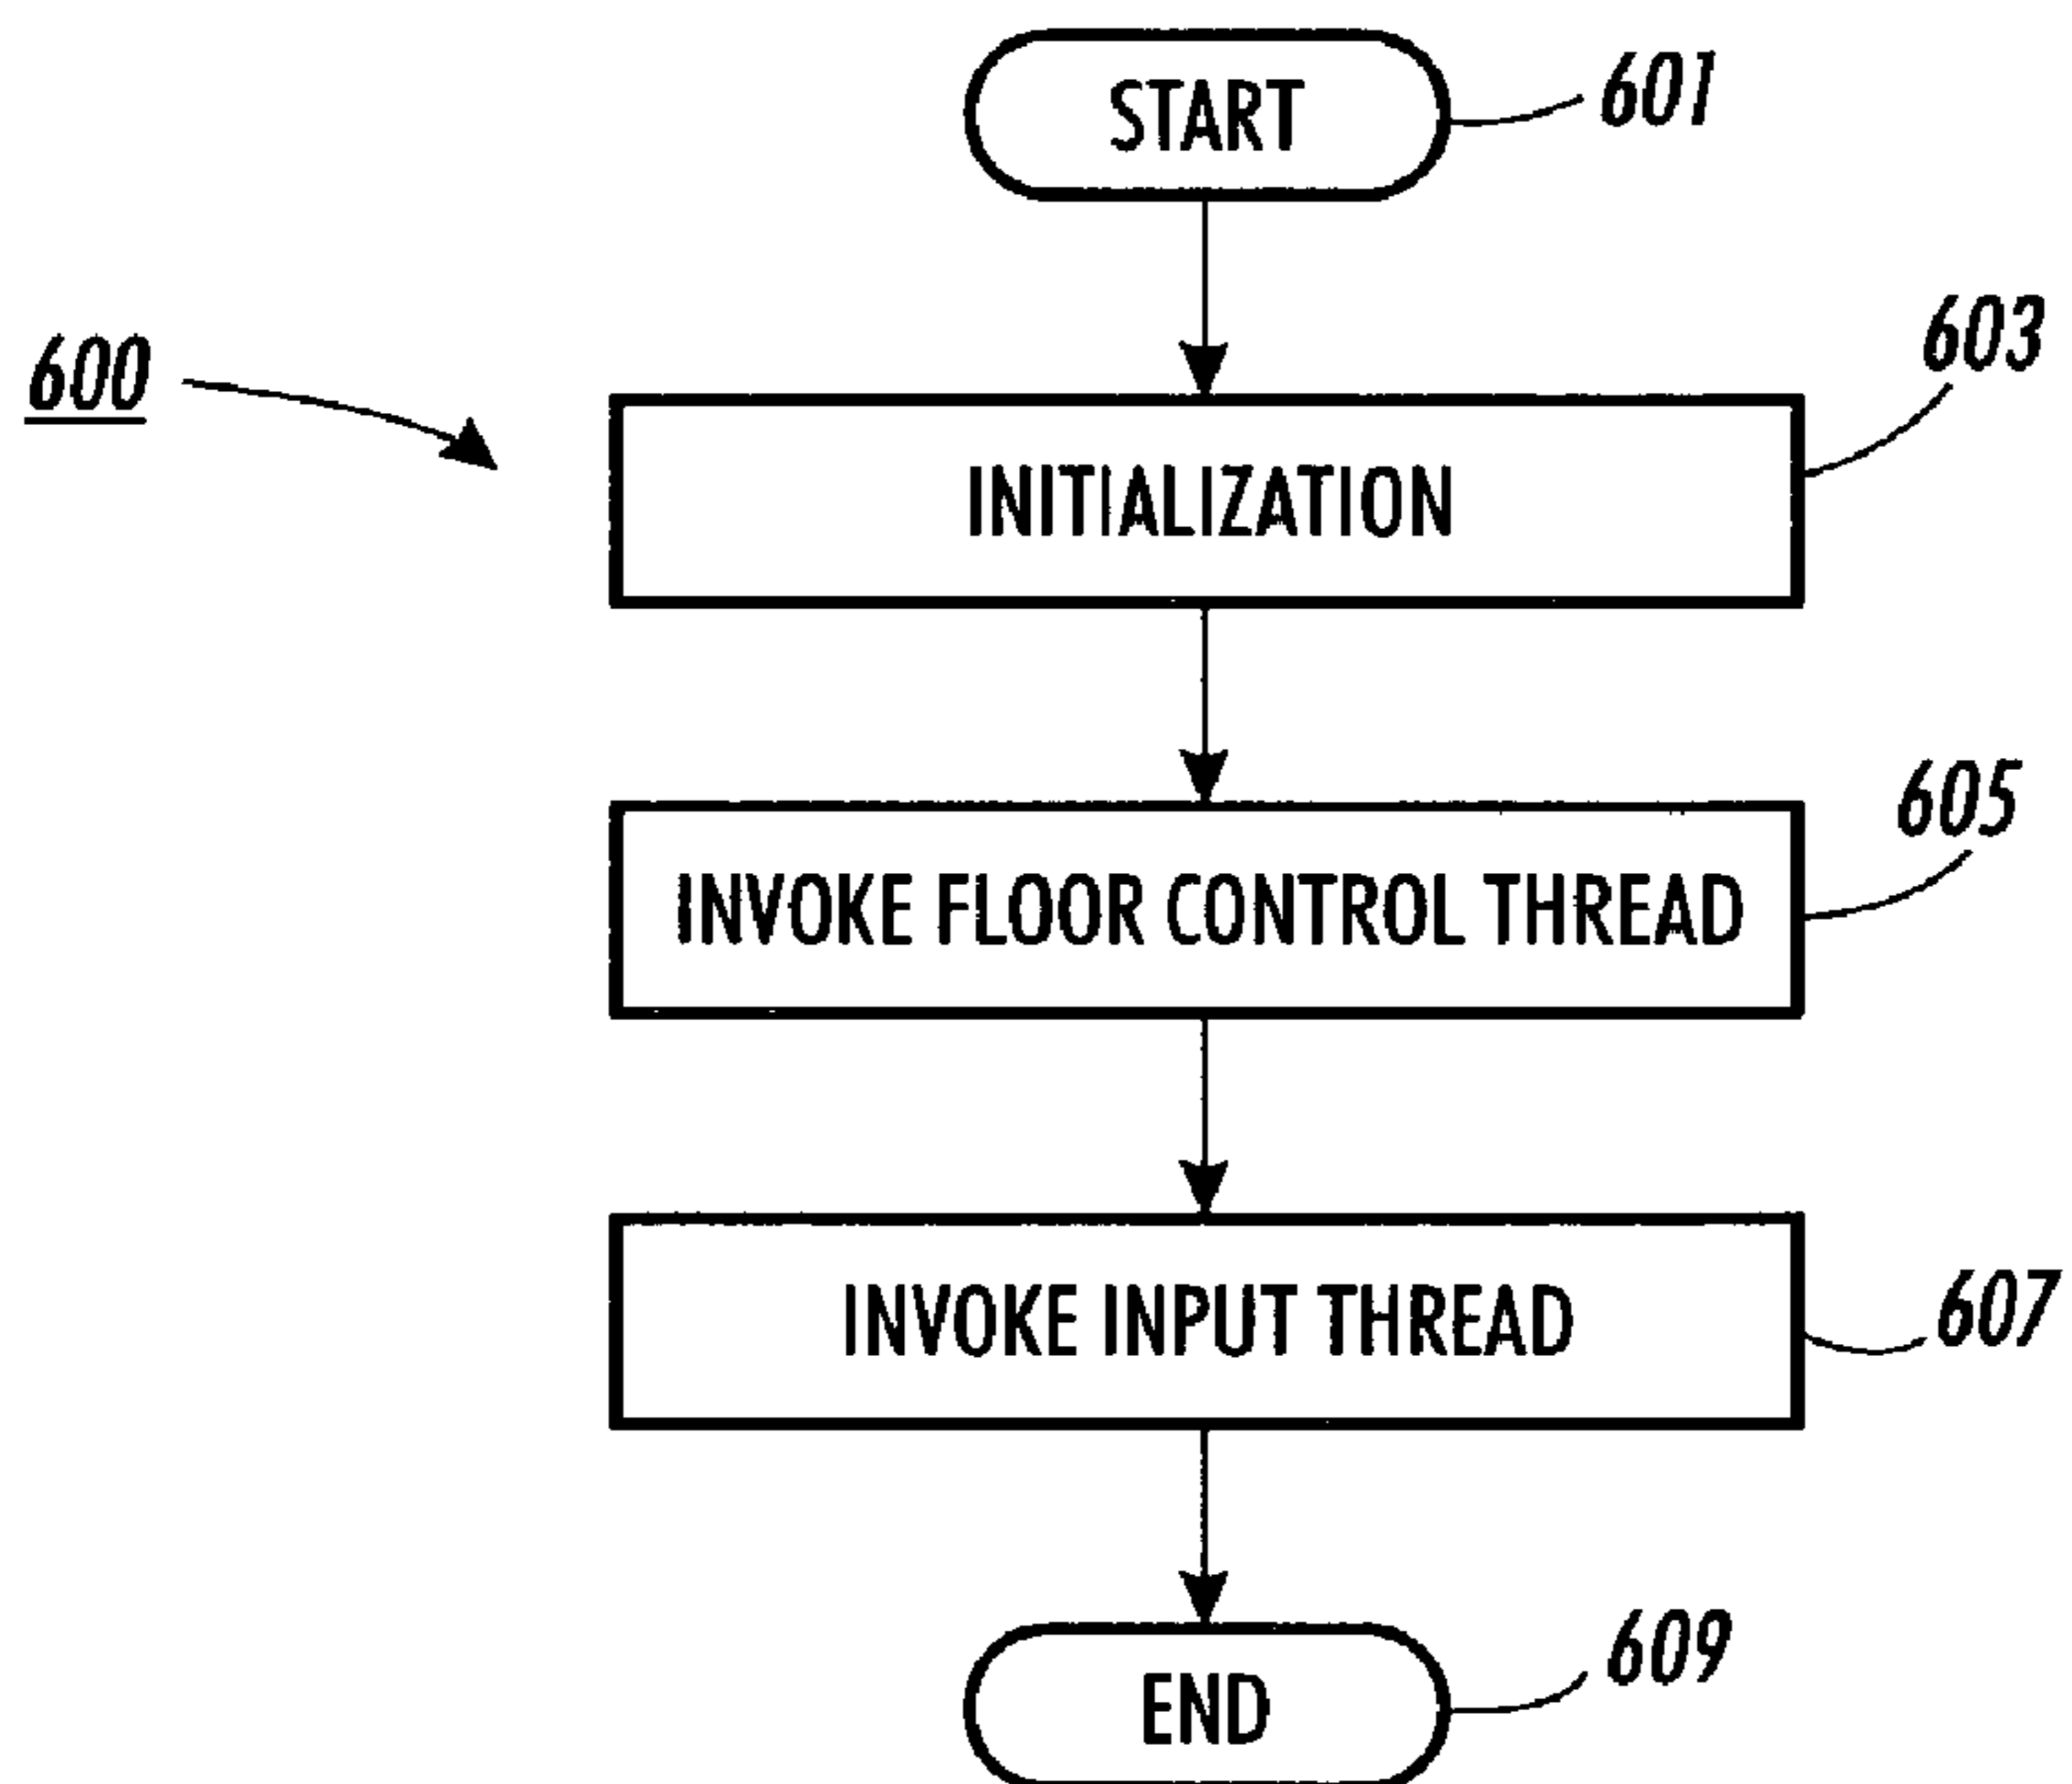 START
601
600
603
INITIALIZATION
605
INVOKE FLOOR CONTROL THREAD
607
INVOKE INPUT THREAD
609
END